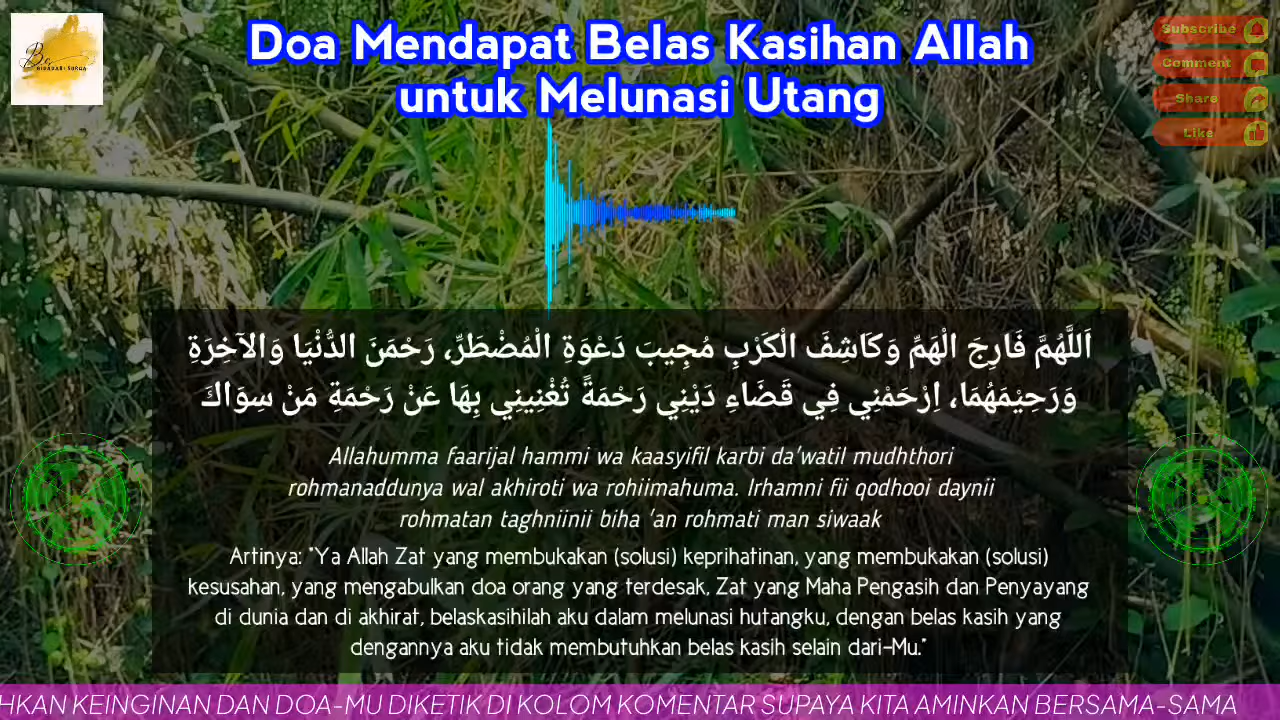 Doa Mendapat Belas Kasihan Allah
untuk Melunasi Utang
Subscribe
Comment
Share
Like
اَللَّهُمَّ فَارِجَ الْهَمِّ وَكَاشِفَ الْكَرْبِ مُجِيبَ دَعْوَةِ الْمُضْطَرِّ، رَحْمَنَ الدُّنْيَا وَالآخِرَةِ
وَرَحِيْمَهُمَا، اِرْحَمْنِي فِي قَضَاءِ دَيْنِي رَحْمَةً تُغْنِينِي بِهَا عَنْ رَحْمَةِ مَنْ سِوَاكَ
Allahumma faarijal hammi wa kaasyifil karbi da'watil mudhthori
rohmanaddunya wal akhiroti wa rohiimahuma. Irhamni fii qodhooi daynii
rohmatan taghniinii biha 'an rohmati man siwaak
Artinya: "Ya Allah Zat yang membukakan (solusi) keprihatinan, yang membukakan (solusi)
kesusahan, yang mengabulkan doa orang yang terdesak, Zat yang Maha Pengasih dan Penyayang
di dunia dan di akhirat, belaskasihilah aku dalam melunasi hutangku, dengan belas kasih yang
dengannya aku tidak membutuhkan belas kasih selain dari-Mu."
HKAN KEINGINAN DAN DOA-MU DIKETIK DI KOLOM KOMENTAR SUPAYA KITA AMINKAN BERSAMA-SAMA